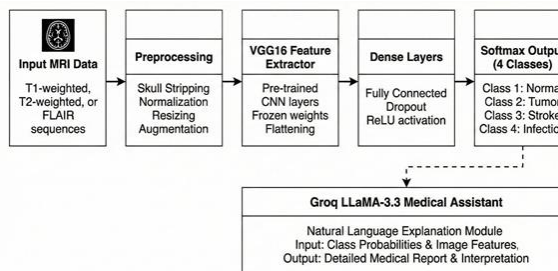 Input MRI Data
T1-weighted,
T2-weighted, or
FLAIR
sequences
Preprocessing
Skull Stripping
Normalization
Resizing
Augmentation
VGG16 Feature
Extractor
Pre-trained
CNN layers
Frozen weights
Flattening
Dense Layers
Fully Connected
Dropout
ReLU activation
Softmax Outpu
(4 Classes)
Class 1: Norma
Class 2: Tumo
Class 3: Stroke
Class 4: Infectio
Groq LLaMA-3.3 Medical Assistant
Natural Language Explanation Module
Input: Class Probabilities & Image Features,
Output: Detailed Medical Report & Interpretation